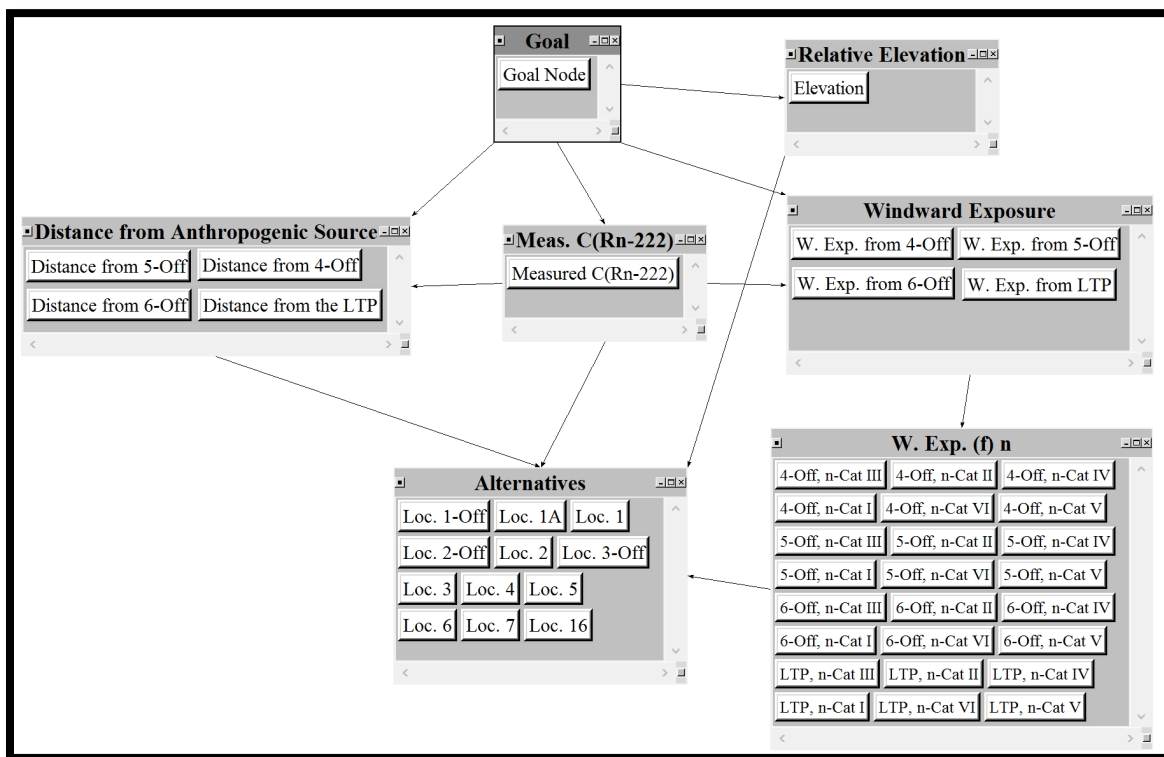 Goal
Goal Node
Relative Elevation
Elevation
Distance from Anthropogenic Source
Distance from 5-Off Distance from 4-Off
Distance from 6-Off Distance from the LTP
Meas. C(Rn-222)
Measured C(Rn-222)
Windward Exposure
W. Exp. from 4-Off W. Exp. from 5-Off
W. Exp. from 6-Off W. Exp. from LTP
Alternatives
Loc. 1-Off Loc. 1A Loc. 1
Loc. 2-Off Loc. 2 Loc. 3-Off
Loc. 3 Loc. 4 Loc. 5
Loc. 6 Loc. 7 Loc. 16
W. Exp. (f) n
4-Off, n-Cat III 4-Off, n-Cat II 4-Off, n-Cat IV
4-Off, n-Cat I 4-Off, n-Cat VI 4-Off, n-Cat V
5-Off, n-Cat III 5-Off, n-Cat II 5-Off, n-Cat IV
5-Off, n-Cat I 5-Off, n-Cat VI 5-Off, n-Cat V
6-Off, n-Cat III 6-Off, n-Cat II 6-Off, n-Cat IV
6-Off, n-Cat I 6-Off, n-Cat VI 6-Off, n-Cat V
LTP, n-Cat III LTP, n-Cat II LTP, n-Cat IV
LTP, n-Cat I LTP, n-Cat VI LTP, n-Cat V